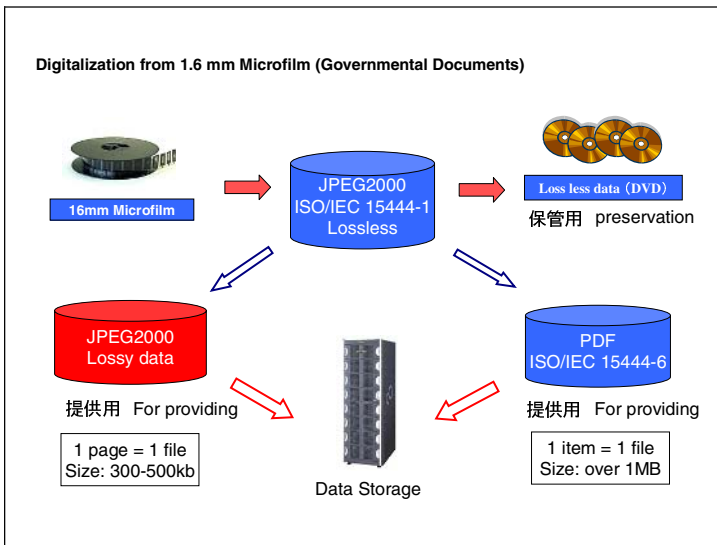 Digitalization from 1.6 mm Microfilm (Governmental Documents)
16mm Microfilm
JPEG2000
ISO/IEC 15444-1
Lossless
Loss less data（DVD）
保管用 preservation
JPEG2000
Lossy data
提供用 For providing
1 page = 1 file
Size: 300-500kb
Data Storage
PDF
ISO/IEC 15444-6
提供用 For providing
1 item = 1 file
Size: over 1MB